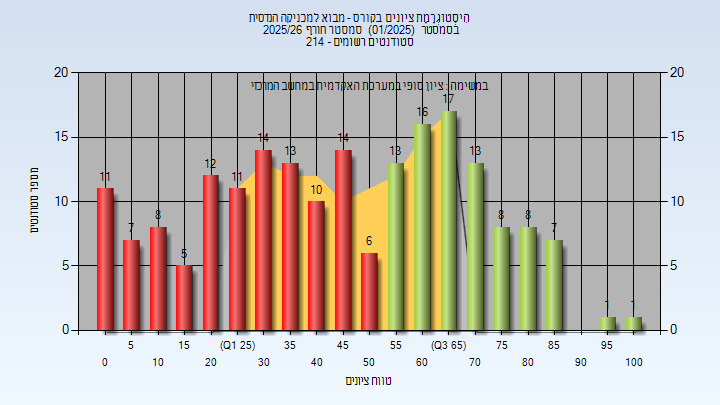 היסטוגרמת ציונים בקורס - מבוא למכניקה הנדסית
בסמסטר (01/2025) סמסטר חורף 2025/26
סטודנטים רשומים - 214
במשימה : ציון סופי במערכת האקדמית במחשב המרכזי
מספר סטודנטים
20 20
15 15
10 10
5 5
0 0
11 7 8 5 12 11 14 13 10 14 6 13 16 17 13 8 8 7 1 1
5 15 (Q1 25) 35 45 55 (Q3 65) 75 85 95
0 10 20 30 40 50 60 70 80 90 100
טווח ציונים